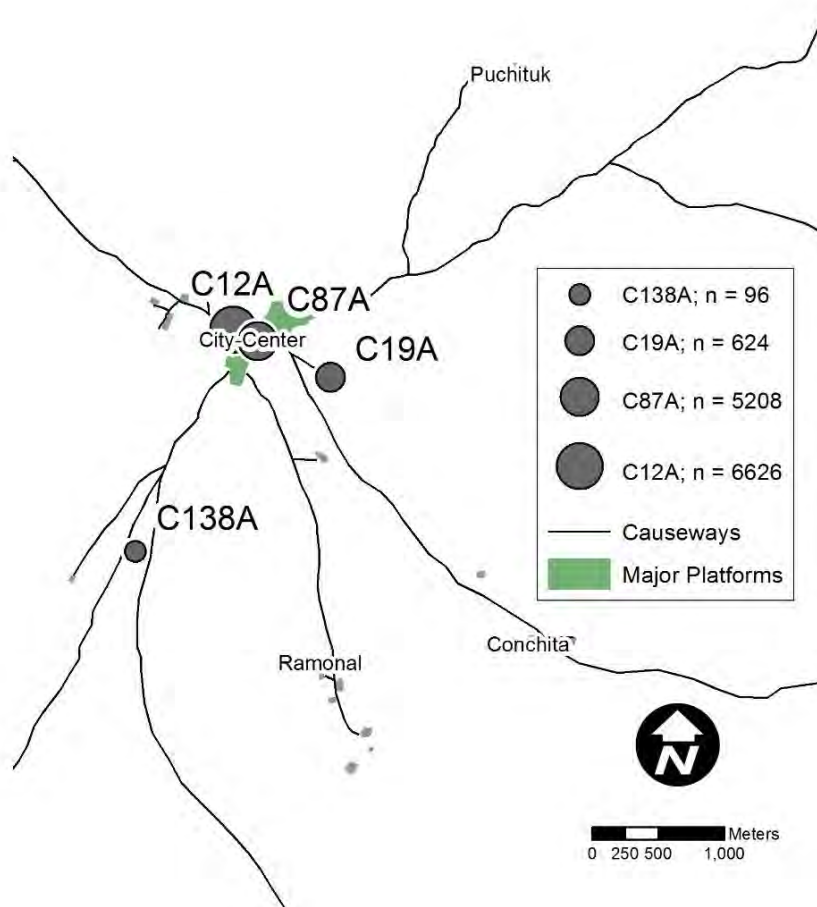 Puchituk
C12A
C87A
City-Center
C19A
C138A
Ramonal
Conchita
C138A; n = 96
C19A; n = 624
C87A; n = 5208
C12A; n = 6626
Causeways
Major Platforms
N
Meters
0 250 500 1,000